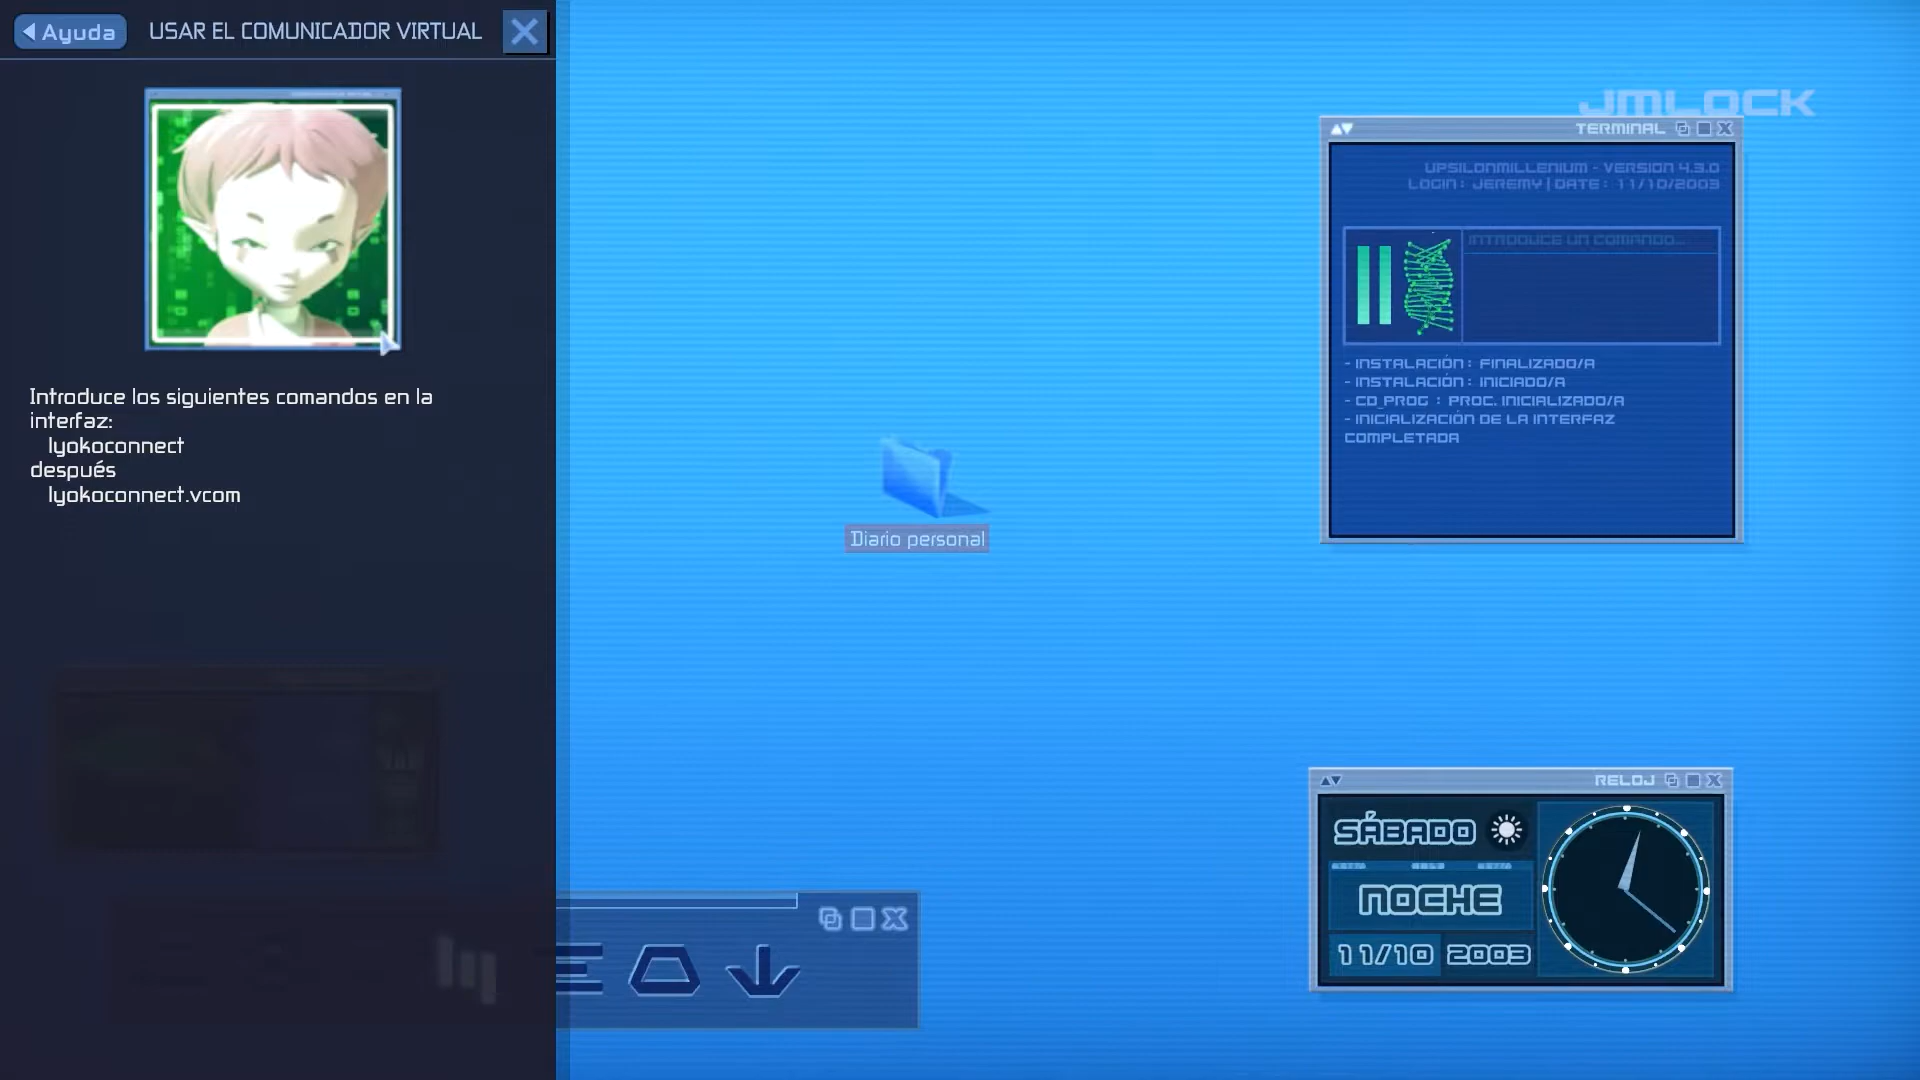 Ayuda
USAR EL COMUNICADOR VIRTUAL
Introduce los siguientes comandos en la
interfaz:
lyokoconnect
después
lyokoconnect.vcom
Diario personal
JMLOCK
TERMINAL
UPSILONMILLENIUM - VERSION 4.3.0
LOGIN : JEREMY | DATE : 11/10/2003
INTRODUCE UN COMANDO...
- INSTALACIÓN : FINALIZADO/A
- INSTALACIÓN : INICIADO/A
- CD_PROG : PROC. INICIALIZADO/A
- INICIALIZACIÓN DE LA INTERFAZ
COMPLETADA
RELOJ
SÁBADO
NOCHE
11/10 2003